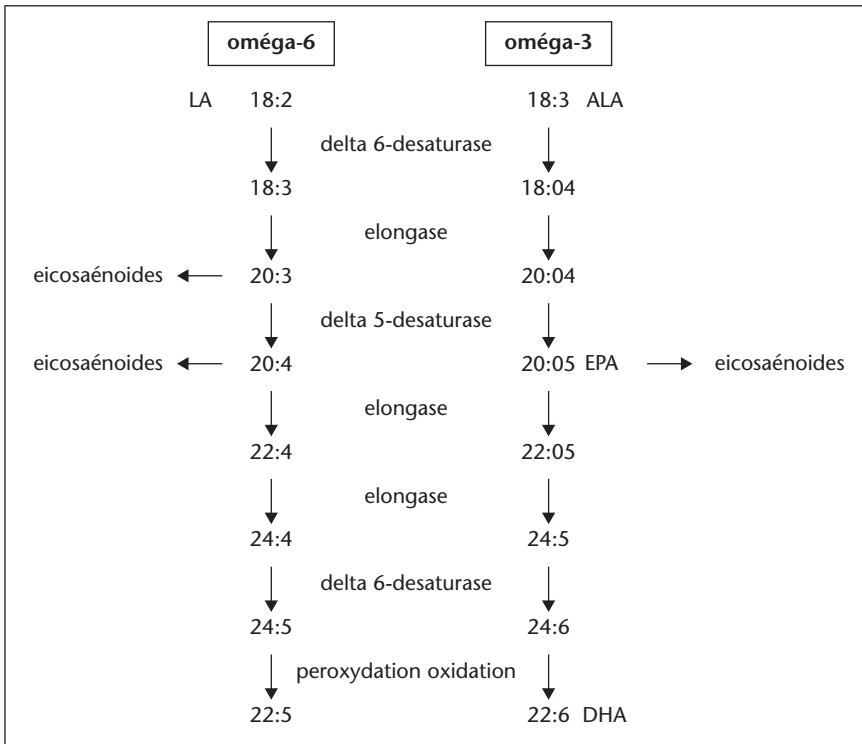 oméga-6 oméga-3
LA 18:2 18:3 ALA
delta 6-desaturase
18:3 18:04
elongase
eicosaénoides 20:3 20:04
delta 5-desaturase
eicosaénoides 20:4 20:05 EPA eicosaénoides
elongase
22:4 22:05
elongase
24:4 24:5
delta 6-desaturase
24:5 24:6
peroxydation oxidation
22:5 22:6 DHA